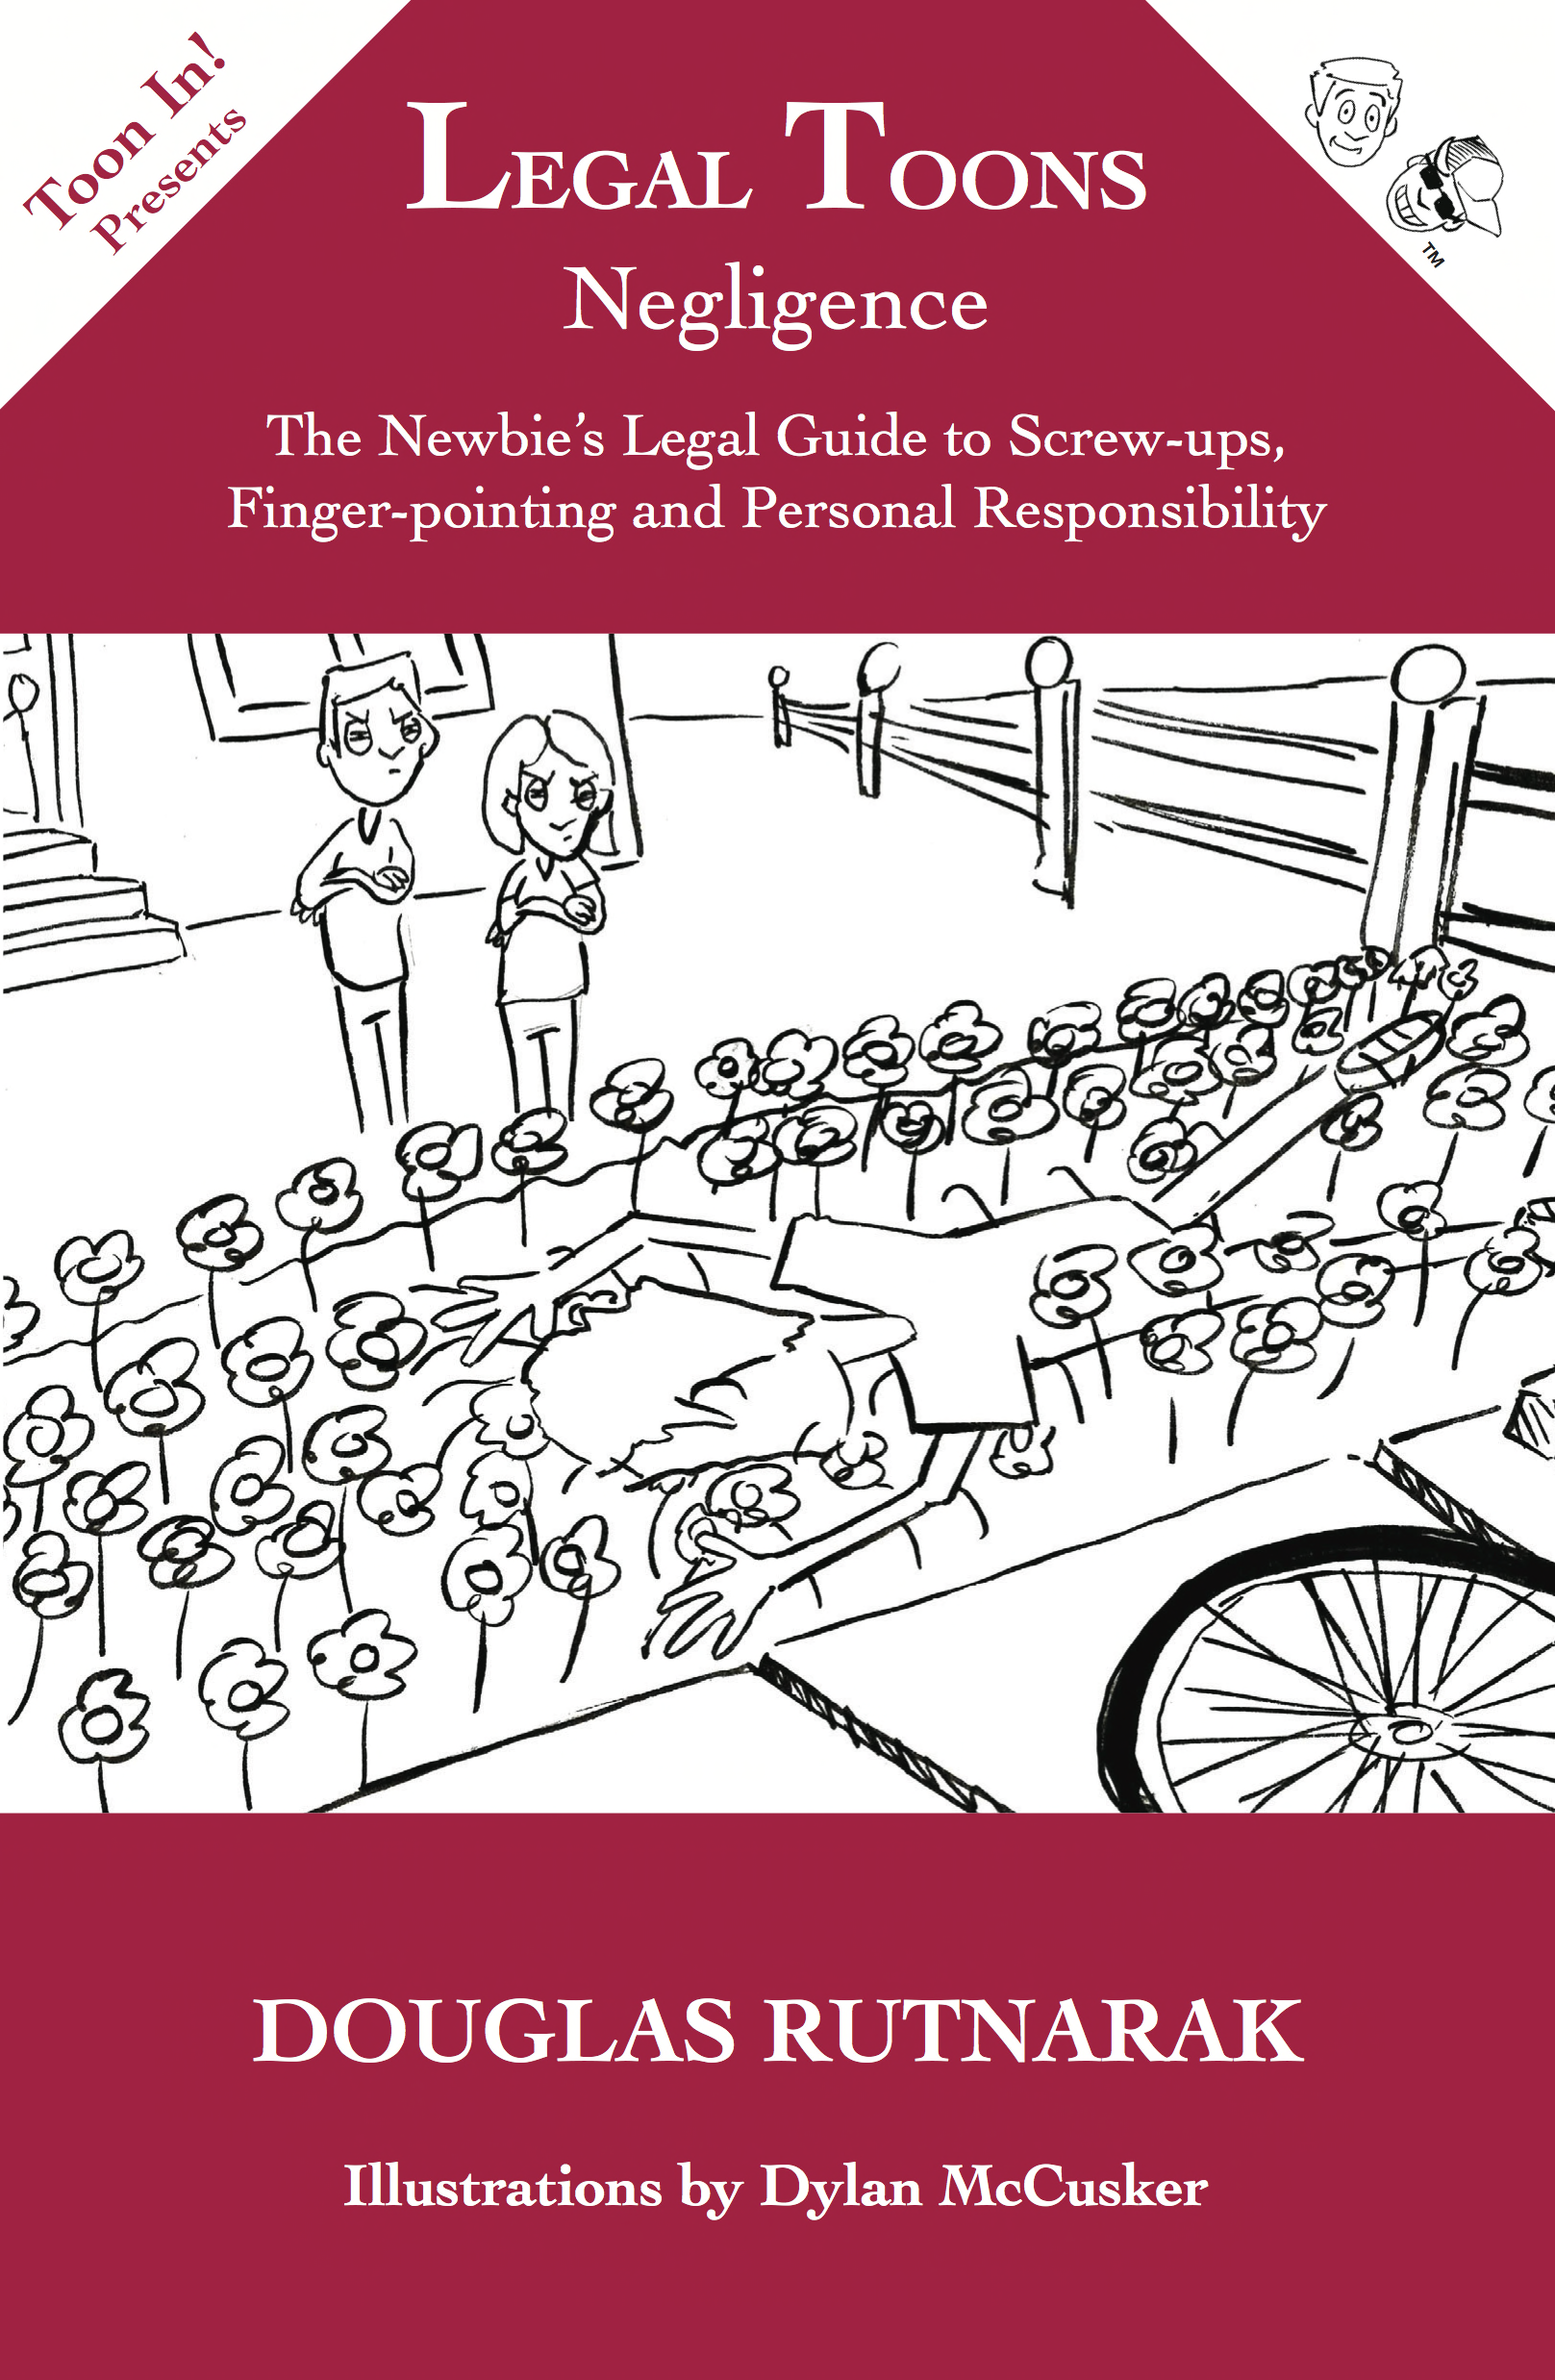 Toon In!
Presents
LEGAL TOONS
TM
Negligence
The Newbie’s Legal Guide to Screw-ups,
Finger-pointing and Personal Responsibility
DOUGLAS RUTNARAK
Illustrations by Dylan McCusker